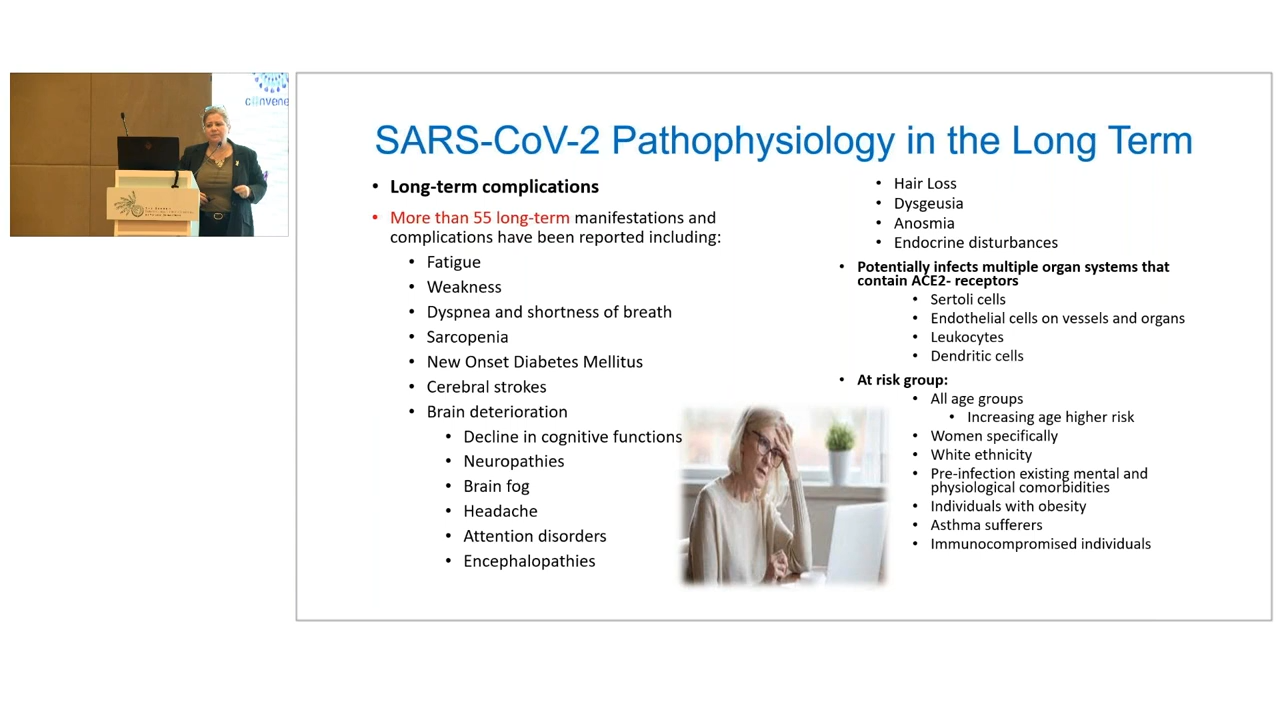 SARS-CoV-2 Pathophysiology in the Long Term
• Long-term complications
• More than 55 long-term manifestations and
complications have been reported including:
• Fatigue
• Weakness
• Dyspnea and shortness of breath
• Sarcopenia
• New Onset Diabetes Mellitus
• Cerebral strokes
• Brain deterioration
• Decline in cognitive functions
• Neuropathies
• Brain fog
• Headache
• Attention disorders
• Encephalopathies
• Hair Loss
• Dysgeusia
• Anosmia
• Endocrine disturbances
• Potentially infects multiple organ systems that
contain ACE2- receptors
• Sertoli cells
• Endothelial cells on vessels and organs
• Leukocytes
• Dendritic cells
• At risk group:
• All age groups
• Increasing age higher risk
• Women specifically
• White ethnicity
• Pre-infection existing mental and
physiological comorbidities
• Individuals with obesity
• Asthma sufferers
• Immunocompromised individuals